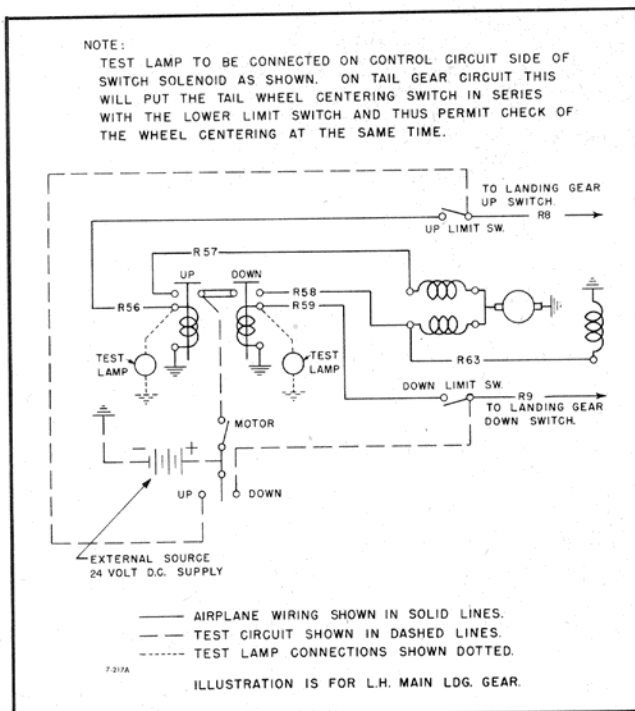 NOTE:
TEST LAMP TO BE CONNECTED ON CONTROL CIRCUIT SIDE OF
SWITCH SOLENOID AS SHOWN. ON TAIL GEAR CIRCUIT THIS
WILL PUT THE TAIL WHEEL CENTERING SWITCH IN SERIES
WITH THE LOWER LIMIT SWITCH AND THUS PERMIT CHECK OF
THE WHEEL CENTERING AT THE SAME TIME.
TO LANDING GEAR
UP SWITCH.
R8
UP LIMIT SW.
R57
UP
DOWN
R58
R59
R56
TEST
LAMP
TEST
LAMP
R63
DOWN LIMIT SW.
R9
TO LANDING GEAR
DOWN SWITCH.
MOTOR
- +
UP
DOWN
EXTERNAL SOURCE
24 VOLT D.C. SUPPLY
AIRPLANE WIRING SHOWN IN SOLID LINES.
TEST CIRCUIT SHOWN IN DASHED LINES.
TEST LAMP CONNECTIONS SHOWN DOTTED.
7-217A
ILLUSTRATION IS FOR L.H. MAIN LDG. GEAR.